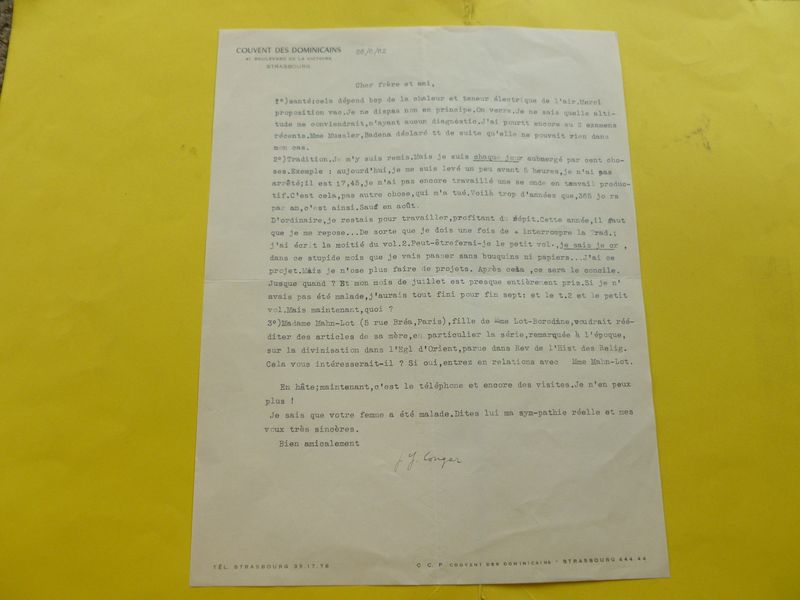 COUVENT DES DOMINICAINS
41 BOULEVARD DE LA VICTOIRE
STRASBOURG
Cher frère et ami,
1°)santé;cela dépend bcp de la chaleur et teneur électrique de l'air.Merci
proposition vac.Je ne dispas non en principe.On verra.Je ne sais quelle alti-
tude me conviendrait,n'ayant aucun diagnostic.J'ai pourtt encore eu 2 examens
récents.Mme Mussler,Badena déclaré tt de suite qu'elle ne pouvait rien dans
mon cas.
2°)Tradition.Je m'y suis remis.Mais je suis chaque jour submergé par cent cho-
ses.Exemple : aujourd'hui,je me suis levé un peu avant 5 heures,je n'ai pas
arrêté;il est 17,45,je n'ai pas encore travaillé une se onde en travail produc-
tif.C'est cela,pas autre chose,qui m'a tué.Voilà trop d'années que,365 jo rs
par an,c'est ainsi.Sauf en août.
D'ordinaire,je restais pour travailler,profitant du dépit.Cette année,il faut
que je me repose...De sorte que je dois une fois de + interrompre la Trad.;
j'ai écrit la moitié du vol.2.Peut-êtreferai-je le petit vol-,je sais je cr ,
dans ce stupide mois que je vais passer sans bouquins ni papiers...J'ai ce
projet.Mais je n'ose plus faire de projets. Après cela ,ce sera le concile.
Jusque quand ? Et mon mois de juillet est presque entièrement pris.Si je n'
avais pas été malade,j'aurais tout fini pour fin sept: et le t.2 et le petit
vol.Mais maintenant,quoi ?
3°)Madame Mahn-Lot (5 rue Bréa,Paris),fille de Mme Lot-Borodine,voudrait réé-
diter des articles de sa mère,en particulier la série,remarquée à l'époque,
sur la divinisation dans l'Egl d'Orient,parue dans Rev de l'Hist des Relig.
Cela vous intéresserait-il ? Si oui,entrez en relations avec Mme Mahn-Lot.
En hâte;maintenant,c'est le téléphone et encore des visites.Je n'en peux
plus !
Je sais que votre femme a été malade.Dites lui ma sym-pathie réelle et mes
vœux très sincères.
Bien amicalement
Y. Congar
TÉL. STRASBOURG 35.17.76
C C. P COUVENT DES DOMINICAINS - STRASBOURG 444.44